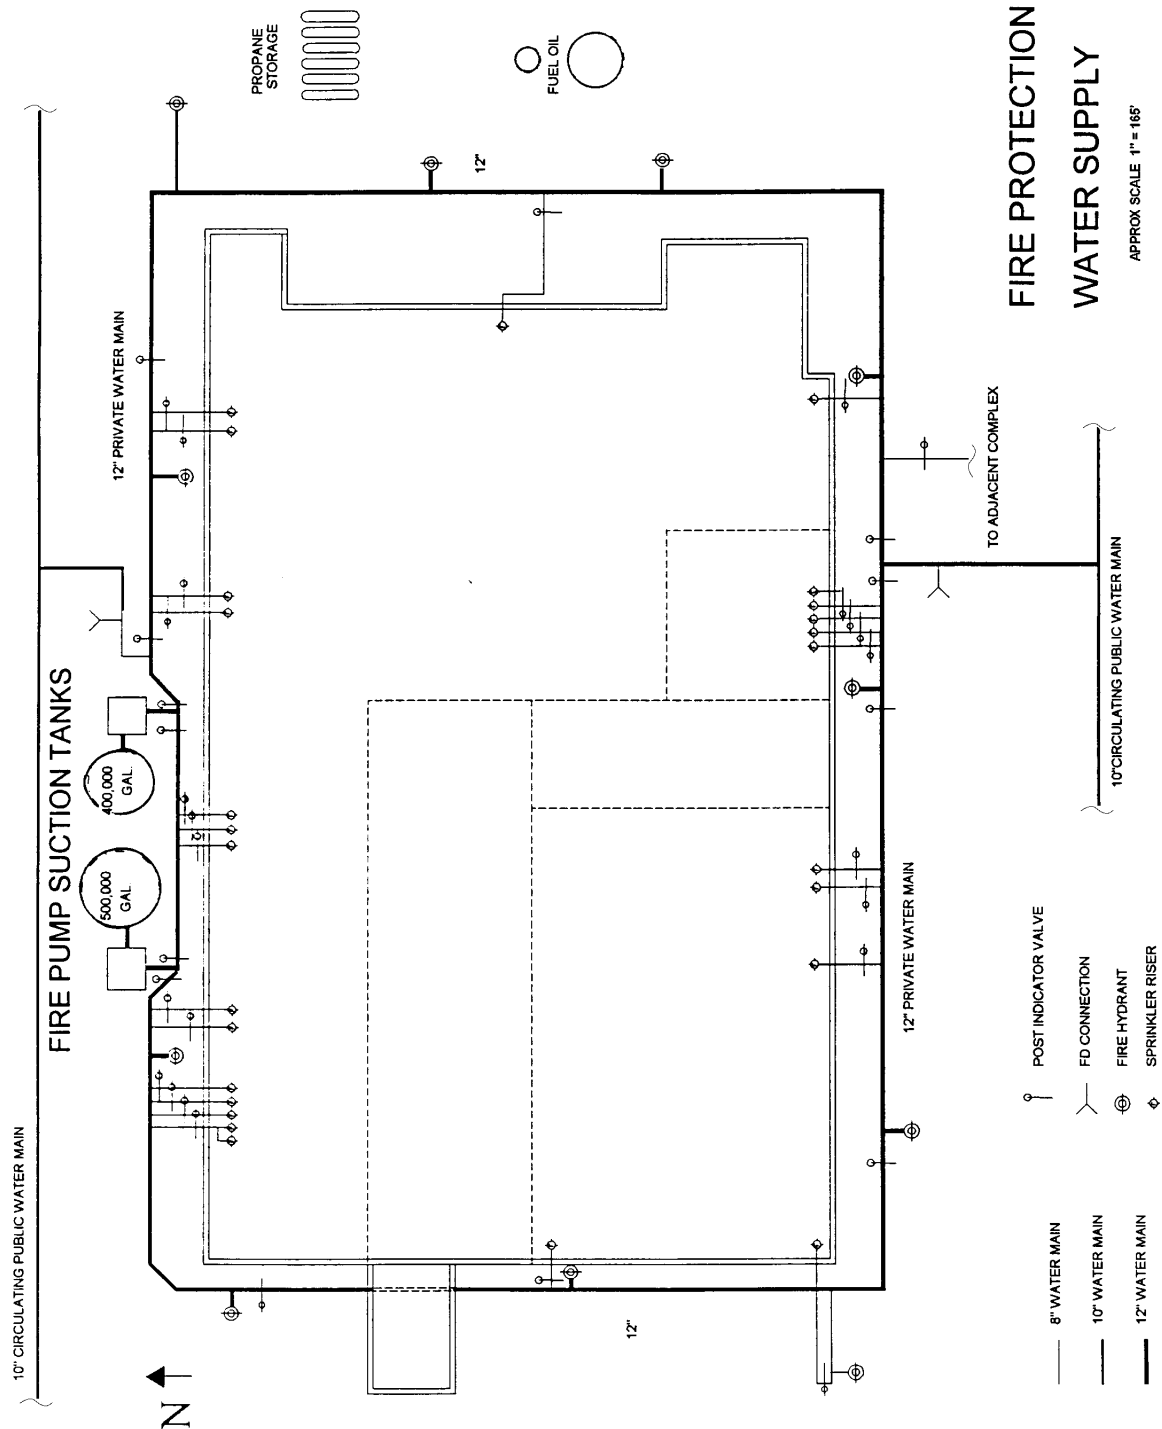 10" CIRCULATING PUBLIC WATER MAIN
FIRE PUMP SUCTION TANKS
500,000
GAL.
400,000
GAL.
12" PRIVATE WATER MAIN
PROPANE
STORAGE
FUEL OIL
12"
N
12"
12" PRIVATE WATER MAIN
TO ADJACENT COMPLEX
10"CIRCULATING PUBLIC WATER MAIN
FIRE PROTECTION
WATER SUPPLY
APPROX SCALE 1" = 165'
8" WATER MAIN
10" WATER MAIN
12" WATER MAIN
POST INDICATOR VALVE
FD CONNECTION
FIRE HYDRANT
SPRINKLER RISER